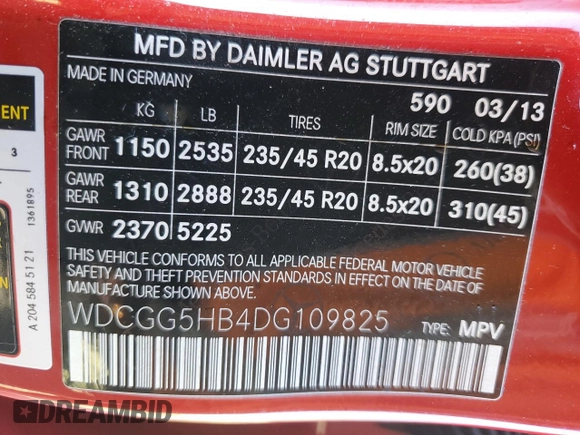 MFD BY DAIMLER AG STUTTGART
MADE IN GERMANY
590 03/13
KG LB TIRES RIM SIZE COLD KPA (PSI)
GAWR FRONT 1150 2535 235/45 R20 8.5x20 260(38)
GAWR REAR 1310 2888 235/45 R20 8.5x20 310(45)
GVWR 2370 5225
THIS VEHICLE CONFORMS TO ALL APPLICABLE FEDERAL MOTOR VEHICLE
SAFETY AND THEFT PREVENTION STANDARDS IN EFFECT ON THE DATE OF
MANUFACTURE SHOWN ABOVE.
WDCGG5HB4DG109825 TYPE: MPV
3
1361895
A 204 584 51 21
DREAMBID